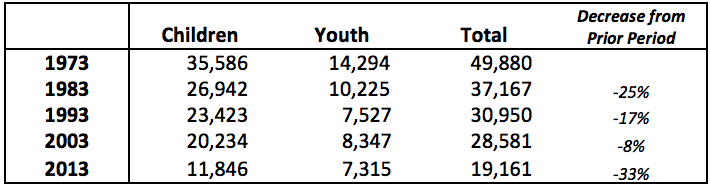 Decrease from
Children Youth Total Prior Period
1973 35,586 14,294 49,880
1983 26,942 10,225 37,167 -25%
1993 23,423 7,527 30,950 -17%
2003 20,234 8,347 28,581 -8%
2013 11,846 7,315 19,161 -33%